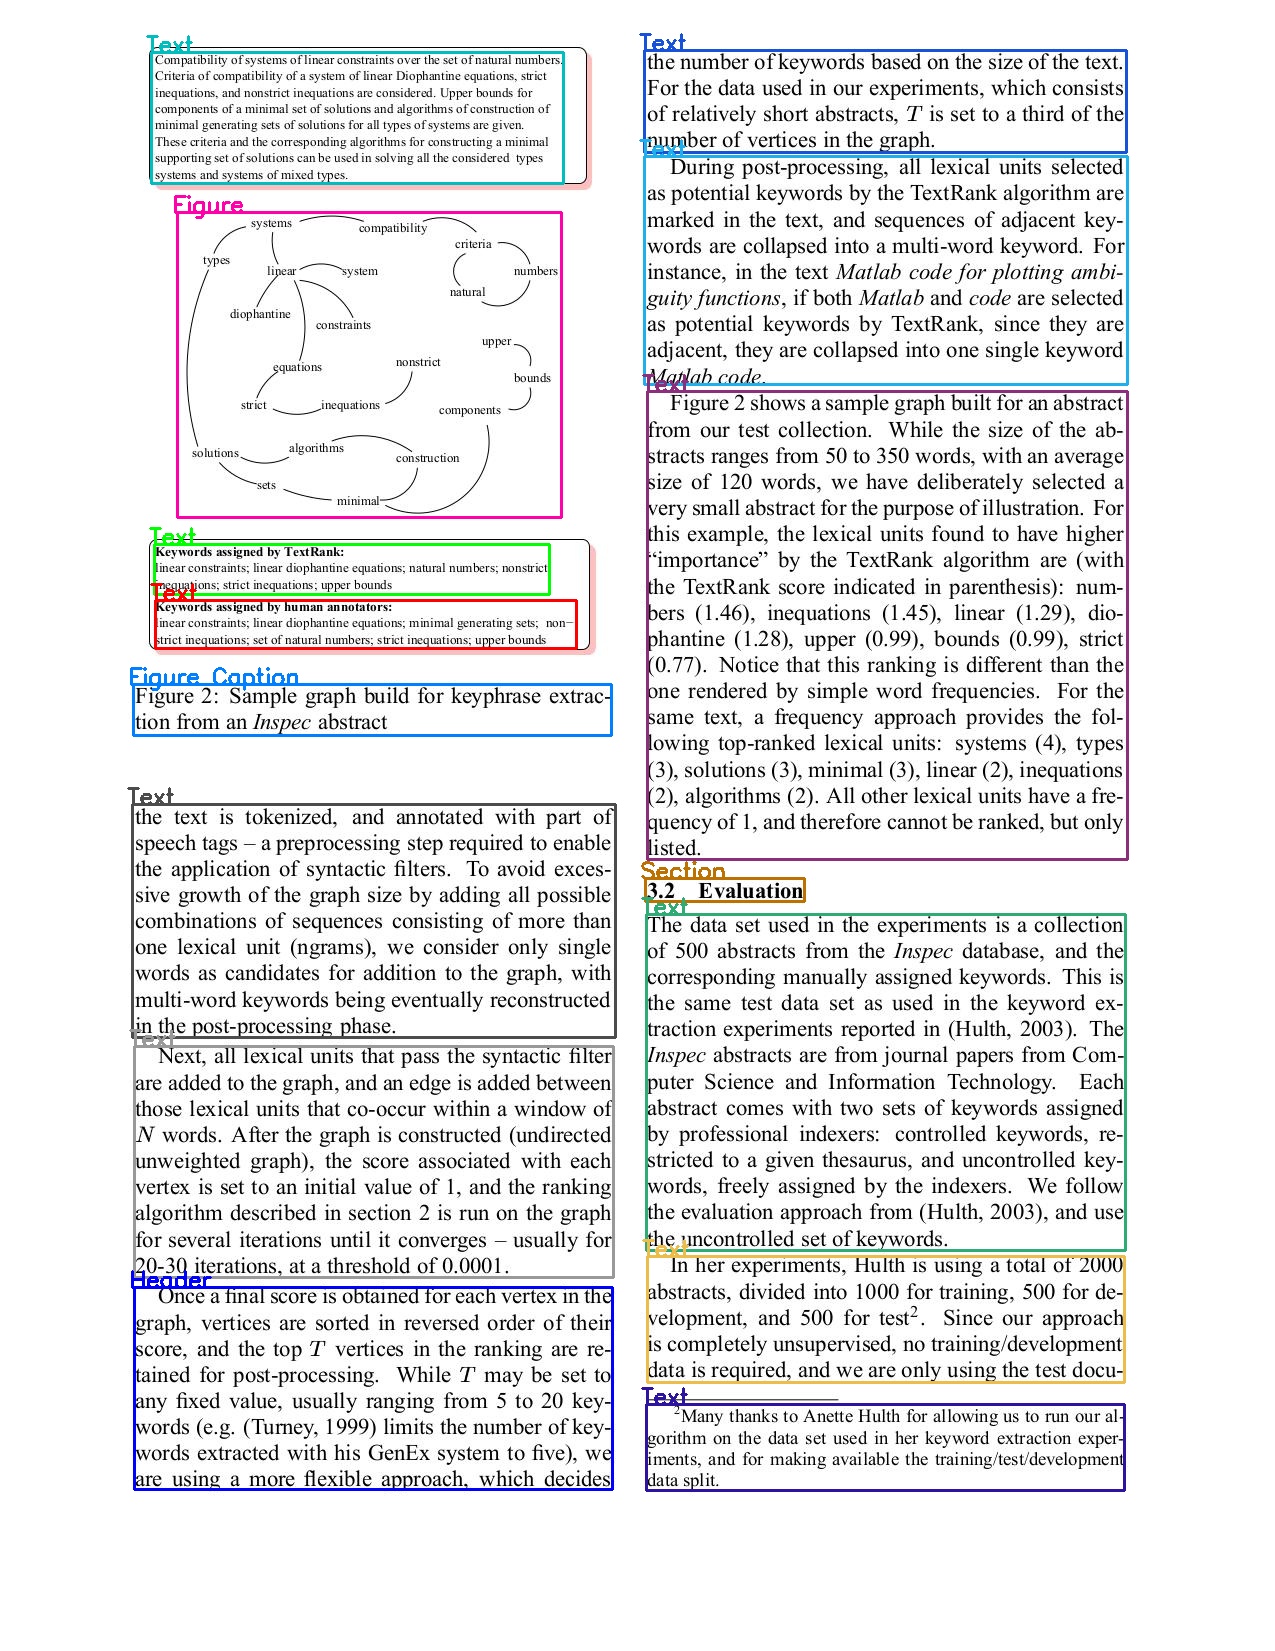 Text
Compatibility of systems of linear constraints over the set of natural numbers.
Criteria of compatibility of a system of linear Diophantine equations, strict
inequations, and nonstrict inequations are considered. Upper bounds for
components of a minimal set of solutions and algorithms of construction of
minimal generating sets of solutions for all types of systems are given.
These criteria and the corresponding algorithms for constructing a minimal
supporting set of solutions can be used in solving all the considered types
systems and systems of mixed types.
Figure
systems
compatibility
criteria
types
linear
system
numbers
natural
diophantine
constraints
upper
equations
nonstrict
bounds
strict
inequations
components
algorithms
solutions
construction
sets
minimal
Text
Keywords assigned by TextRank:
linear constraints; linear diophantine equations; natural numbers; nonstrict
inequations; strict inequations; upper bounds
Text
Keywords assigned by human annotators:
linear constraints; linear diophantine equations; minimal generating sets; non−
strict inequations; set of natural numbers; strict inequations; upper bounds
Figure Caption
Figure 2: Sample graph build for keyphrase extrac-
tion from an Inspec abstract
Text
the text is tokenized, and annotated with part of
speech tags – a preprocessing step required to enable
the application of syntactic filters. To avoid exces-
sive growth of the graph size by adding all possible
combinations of sequences consisting of more than
one lexical unit (ngrams), we consider only single
words as candidates for addition to the graph, with
multi-word keywords being eventually reconstructed
in the post-processing phase.
Text
Next, all lexical units that pass the syntactic filter
are added to the graph, and an edge is added between
those lexical units that co-occur within a window of
N words. After the graph is constructed (undirected
unweighted graph), the score associated with each
vertex is set to an initial value of 1, and the ranking
algorithm described in section 2 is run on the graph
for several iterations until it converges – usually for
20-30 iterations, at a threshold of 0.0001.
Header
Once a final score is obtained for each vertex in the
graph, vertices are sorted in reversed order of their
score, and the top T vertices in the ranking are re-
tained for post-processing. While T may be set to
any fixed value, usually ranging from 5 to 20 key-
words (e.g. (Turney, 1999) limits the number of key-
words extracted with his GenEx system to five), we
are using a more flexible approach, which decides
Text
the number of keywords based on the size of the text.
For the data used in our experiments, which consists
of relatively short abstracts, T is set to a third of the
number of vertices in the graph.
Text
During post-processing, all lexical units selected
as potential keywords by the TextRank algorithm are
marked in the text, and sequences of adjacent key-
words are collapsed into a multi-word keyword. For
instance, in the text Matlab code for plotting ambi-
guity functions, if both Matlab and code are selected
as potential keywords by TextRank, since they are
adjacent, they are collapsed into one single keyword
Matlab code.
Text
Figure 2 shows a sample graph built for an abstract
from our test collection. While the size of the ab-
stracts ranges from 50 to 350 words, with an average
size of 120 words, we have deliberately selected a
very small abstract for the purpose of illustration. For
this example, the lexical units found to have higher
“importance” by the TextRank algorithm are (with
the TextRank score indicated in parenthesis): num-
bers (1.46), inequations (1.45), linear (1.29), dio-
phantine (1.28), upper (0.99), bounds (0.99), strict
(0.77). Notice that this ranking is different than the
one rendered by simple word frequencies. For the
same text, a frequency approach provides the fol-
lowing top-ranked lexical units: systems (4), types
(3), solutions (3), minimal (3), linear (2), inequations
(2), algorithms (2). All other lexical units have a fre-
quency of 1, and therefore cannot be ranked, but only
listed.
Section
3.2 Evaluation
Text
The data set used in the experiments is a collection
of 500 abstracts from the Inspec database, and the
corresponding manually assigned keywords. This is
the same test data set as used in the keyword ex-
traction experiments reported in (Hulth, 2003). The
Inspec abstracts are from journal papers from Com-
puter Science and Information Technology. Each
abstract comes with two sets of keywords assigned
by professional indexers: controlled keywords, re-
stricted to a given thesaurus, and uncontrolled key-
words, freely assigned by the indexers. We follow
the evaluation approach from (Hulth, 2003), and use
the uncontrolled set of keywords.
Text
In her experiments, Hulth is using a total of 2000
abstracts, divided into 1000 for training, 500 for de-
velopment, and 500 for test2. Since our approach
is completely unsupervised, no training/development
data is required, and we are only using the test docu-
Text
2Many thanks to Anette Hulth for allowing us to run our al-
gorithm on the data set used in her keyword extraction exper-
iments, and for making available the training/test/development
data split.